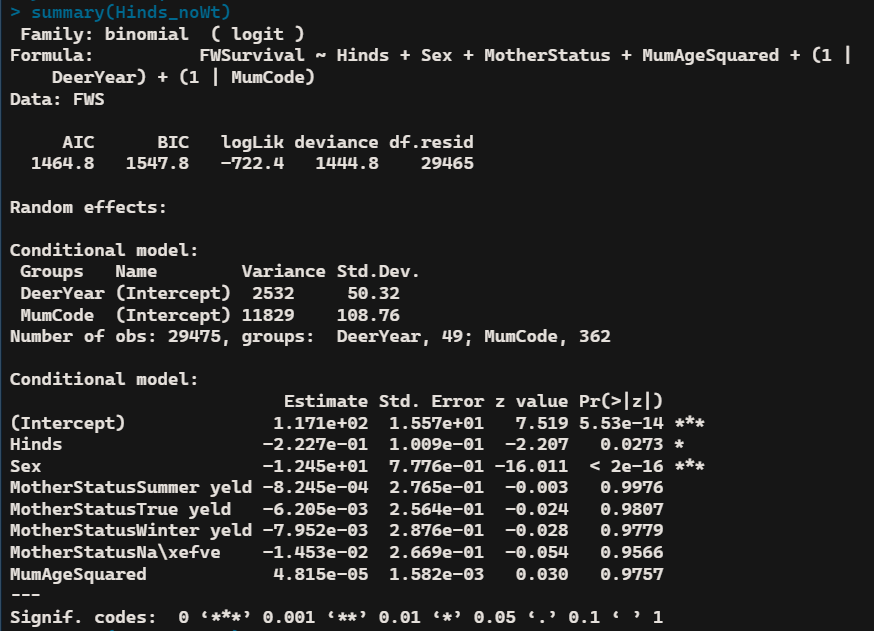 > summary(Hinds_noWt)
 Family: binomial  ( logit )
Formula:          FWSurvival ~ Hinds + Sex + MotherStatus + MumAgeSquared + (1 |
    DeerYear) + (1 | MumCode)
Data: FWS

     AIC      BIC   logLik deviance df.resid
  1464.8   1547.8   -722.4   1444.8    29465

Random effects:

Conditional model:
 Groups   Name        Variance Std.Dev.
 DeerYear (Intercept)  2532     50.32
 MumCode  (Intercept) 11829    108.76
Number of obs: 29475, groups:  DeerYear, 49; MumCode, 362

Conditional model:
                          Estimate Std. Error z value Pr(>|z|)
(Intercept)              1.171e+02  1.557e+01   7.519 5.53e-14 ***
Hinds                   -2.227e-01  1.009e-01  -2.207   0.0273 *
Sex                     -1.245e+01  7.776e-01 -16.011  < 2e-16 ***
MotherStatusSummer yeld -8.245e-04  2.765e-01  -0.003   0.9976
MotherStatusTrue yeld   -6.205e-03  2.564e-01  -0.024   0.9807
MotherStatusWinter yeld -7.952e-03  2.876e-01  -0.028   0.9779
MotherStatusNa\xefve    -1.453e-02  2.669e-01  -0.054   0.9566
MumAgeSquared            4.815e-05  1.582e-03   0.030   0.9757
---
Signif. codes:  0 ‘***’ 0.001 ‘**’ 0.01 ‘*’ 0.05 ‘.’ 0.1 ‘ ’ 1